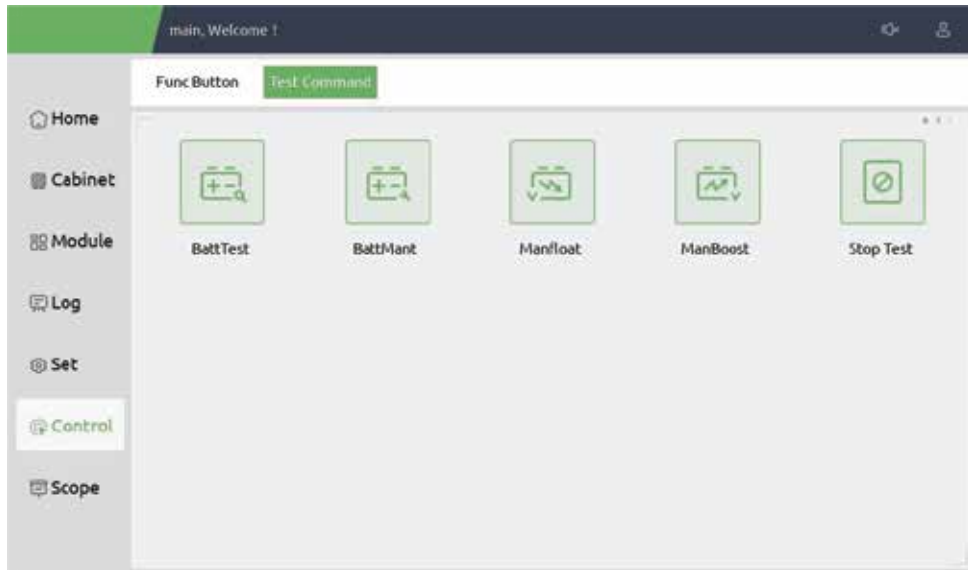 main, Welcome !
Func Button
Test Command
Home
Cabinet
Module
Log
Set
Control
Scope
BattTest
BattMant
Manfloat
ManBoost
Stop Test